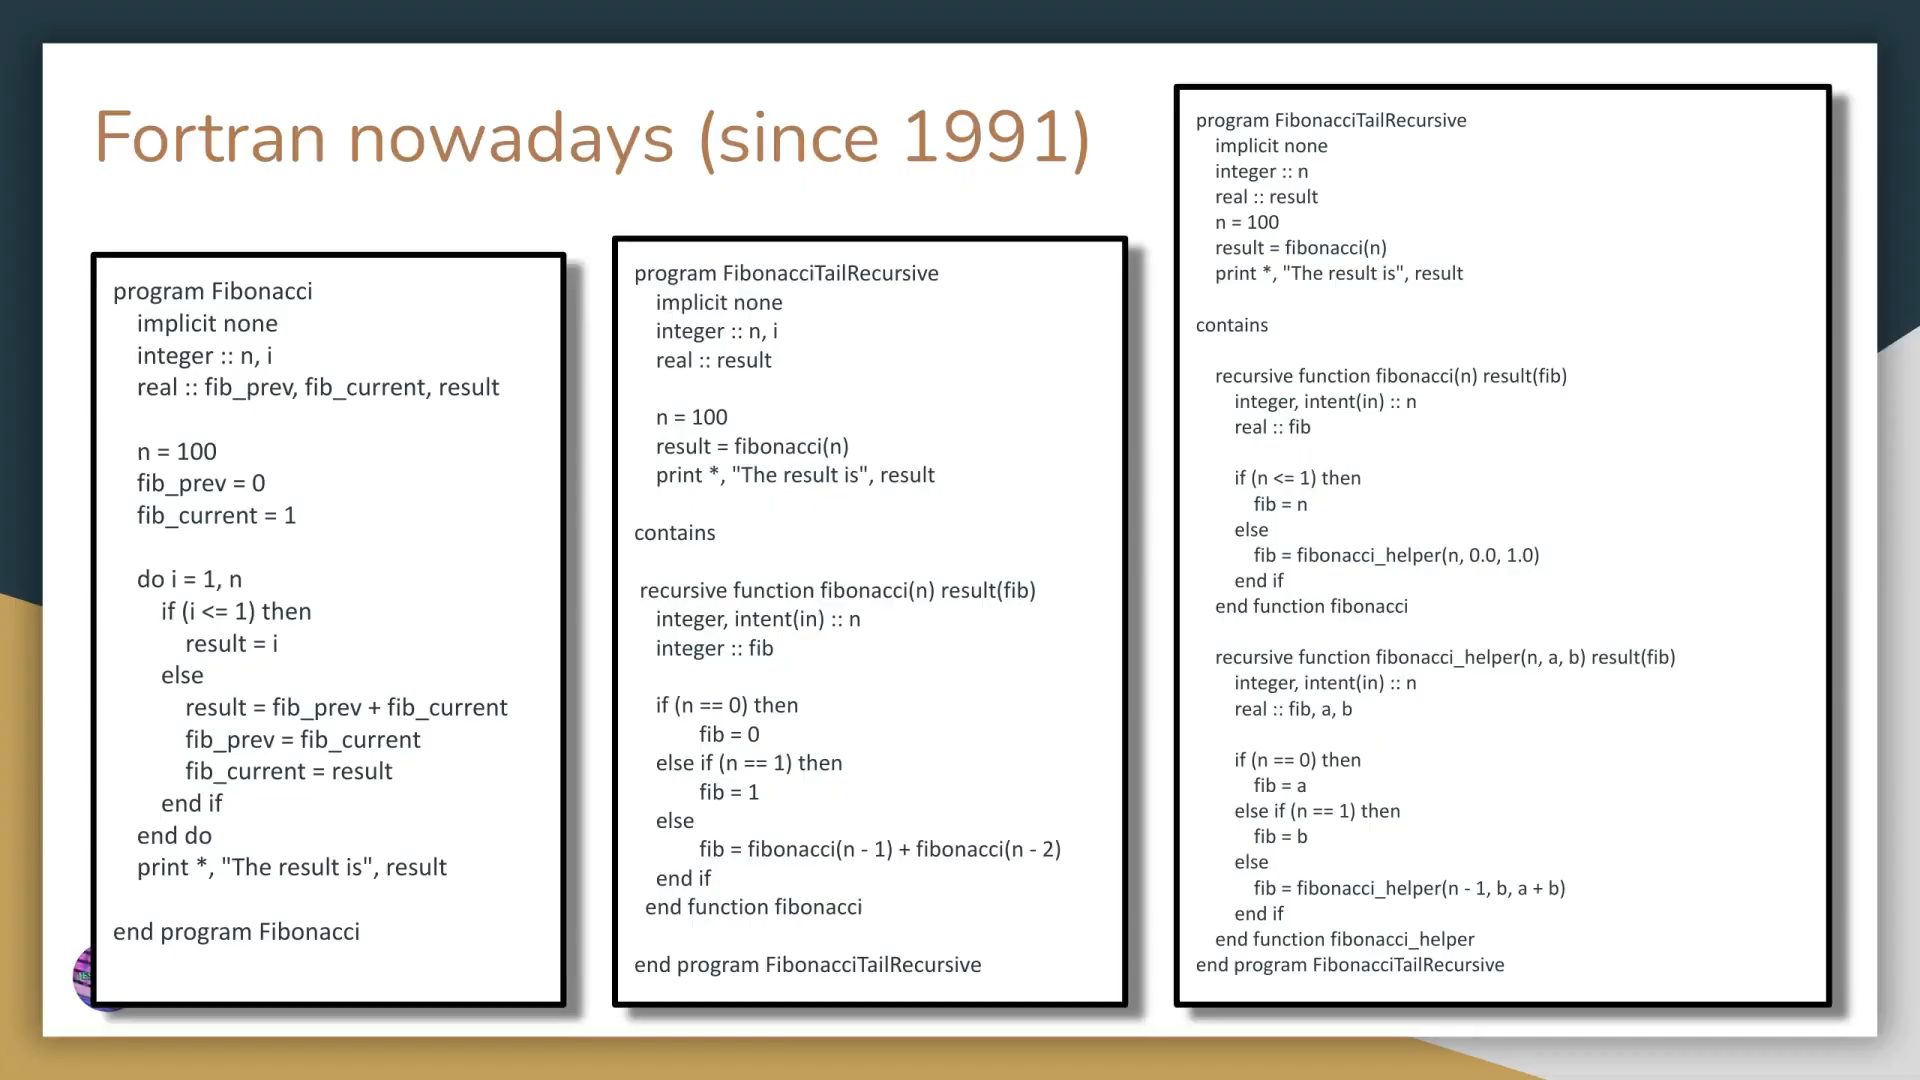 Fortran nowadays (since 1991)
program Fibonacci
implicit none
integer :: n, i
real :: fib_prev, fib_current, result
n = 100
fib_prev = 0
fib_current = 1
do i = 1, n
if (i <= 1) then
result = i
else
result = fib_prev + fib_current
fib_prev = fib_current
fib_current = result
end if
end do
print *, "The result is", result
end program Fibonacci
program FibonacciTailRecursive
implicit none
integer :: n, i
real :: result
n = 100
result = fibonacci(n)
print *, "The result is", result
contains
recursive function fibonacci(n) result(fib)
integer, intent(in) :: n
integer :: fib
if (n == 0) then
fib = 0
else if (n == 1) then
fib = 1
else
fib = fibonacci(n - 1) + fibonacci(n - 2)
end if
end function fibonacci
end program FibonacciTailRecursive
program FibonacciTailRecursive
implicit none
integer :: n
real :: result
n = 100
result = fibonacci(n)
print *, "The result is", result
contains
recursive function fibonacci(n) result(fib)
integer, intent(in) :: n
real :: fib
if (n <= 1) then
fib = n
else
fib = fibonacci_helper(n, 0.0, 1.0)
end if
end function fibonacci
recursive function fibonacci_helper(n, a, b) result(fib)
integer, intent(in) :: n
real :: fib, a, b
if (n == 0) then
fib = a
else if (n == 1) then
fib = b
else
fib = fibonacci_helper(n - 1, b, a + b)
end if
end function fibonacci_helper
end program FibonacciTailRecursive